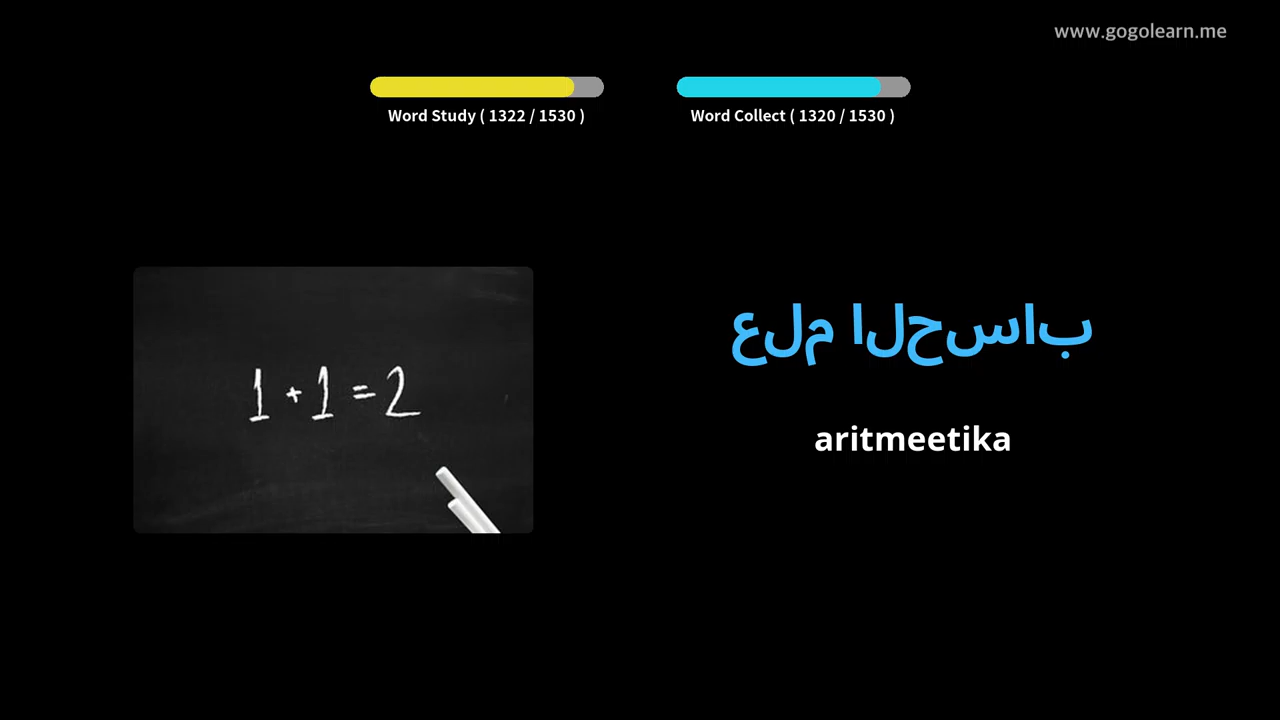 www.gogolearn.me
Word Study ( 1322 / 1530 )
Word Collect ( 1320 / 1530 )
علم الحساب
aritmeetika
1 + 1 = 2